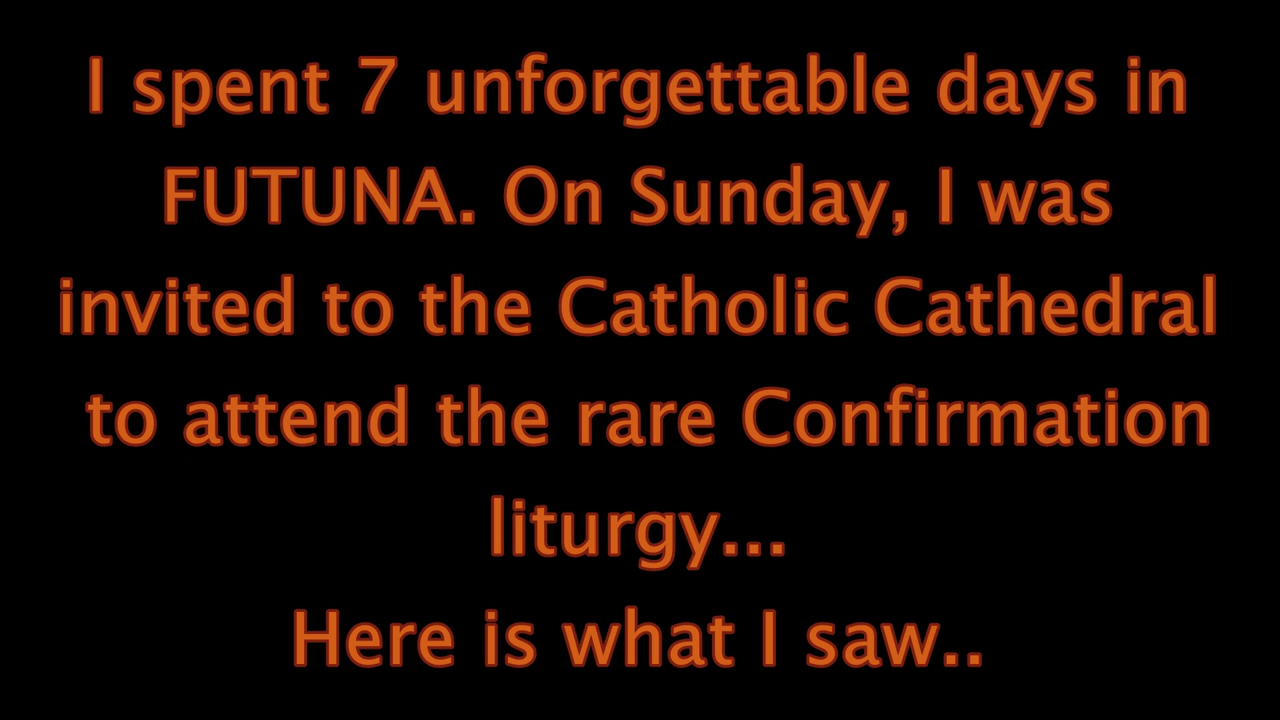 I spent 7 unforgettable days in
FUTUNA. On Sunday, I was
invited to the Catholic Cathedral
to attend the rare Confirmation
liturgy...
Here is what I saw..